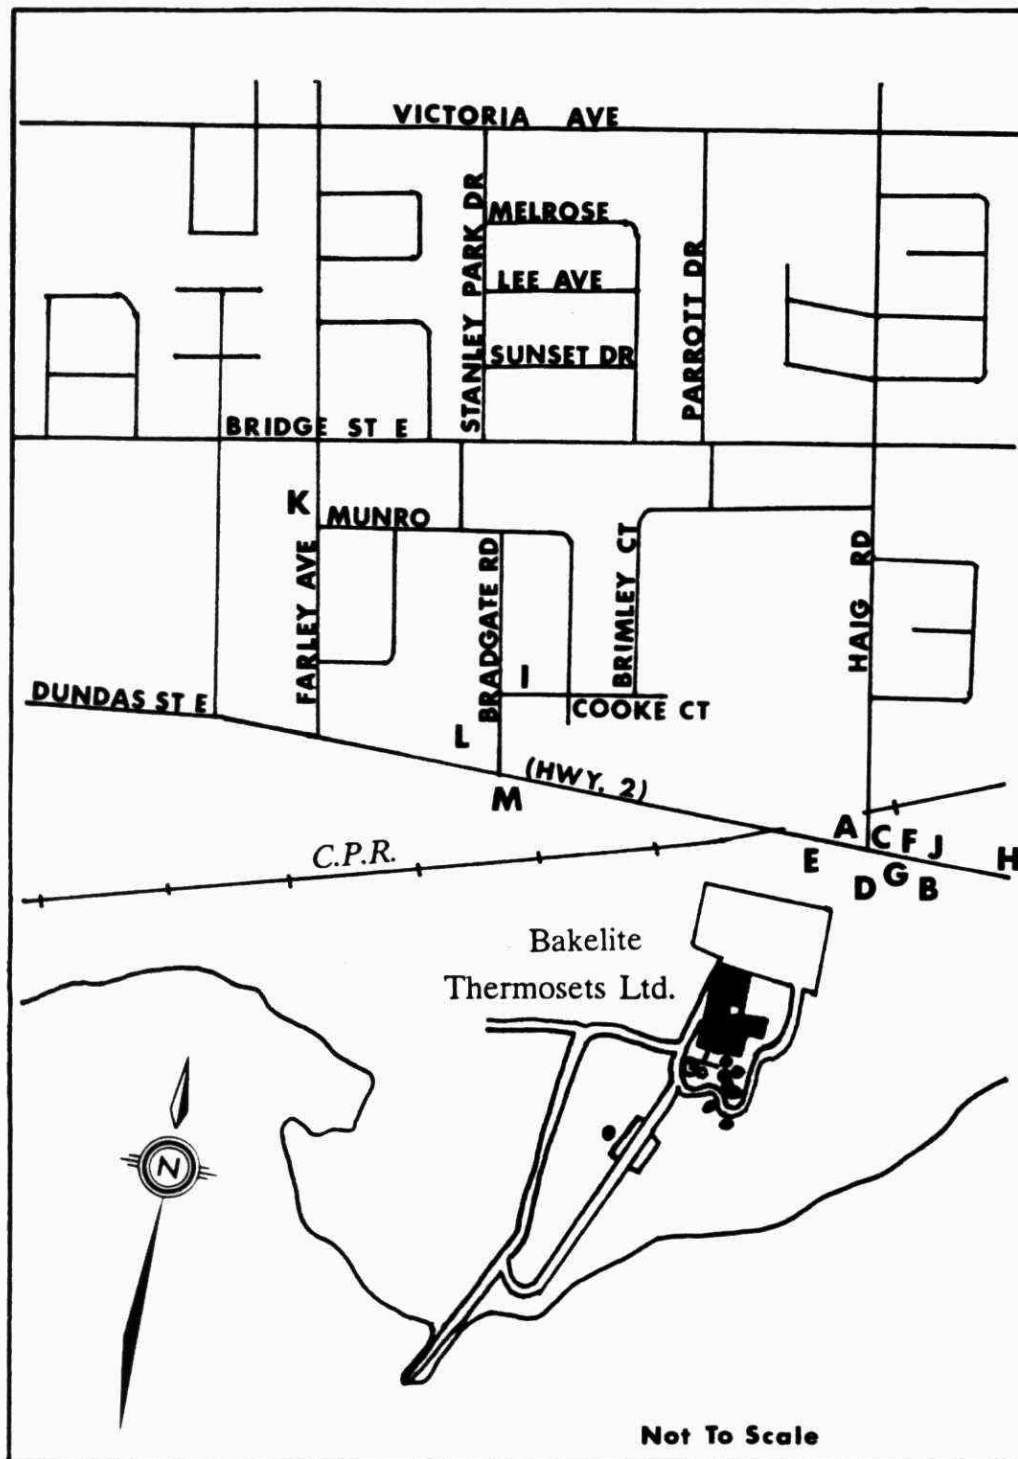 VICTORIA AVE
STANLEY PARK DR
MELROSE
LEE AVE
SUNSET DR
PARROTT DR
BRIDGE ST E
K
MUNRO
FARLEY AVE
BRADGATE RD
BRIMLEY CT
HAIG RD
I
COOKE CT
DUNDAS ST E
L
(HWY. 2)
M
A C F J
E
H
D G B
C.P.R.
Bakelite
Thermosets Ltd.
N
Not To Scale